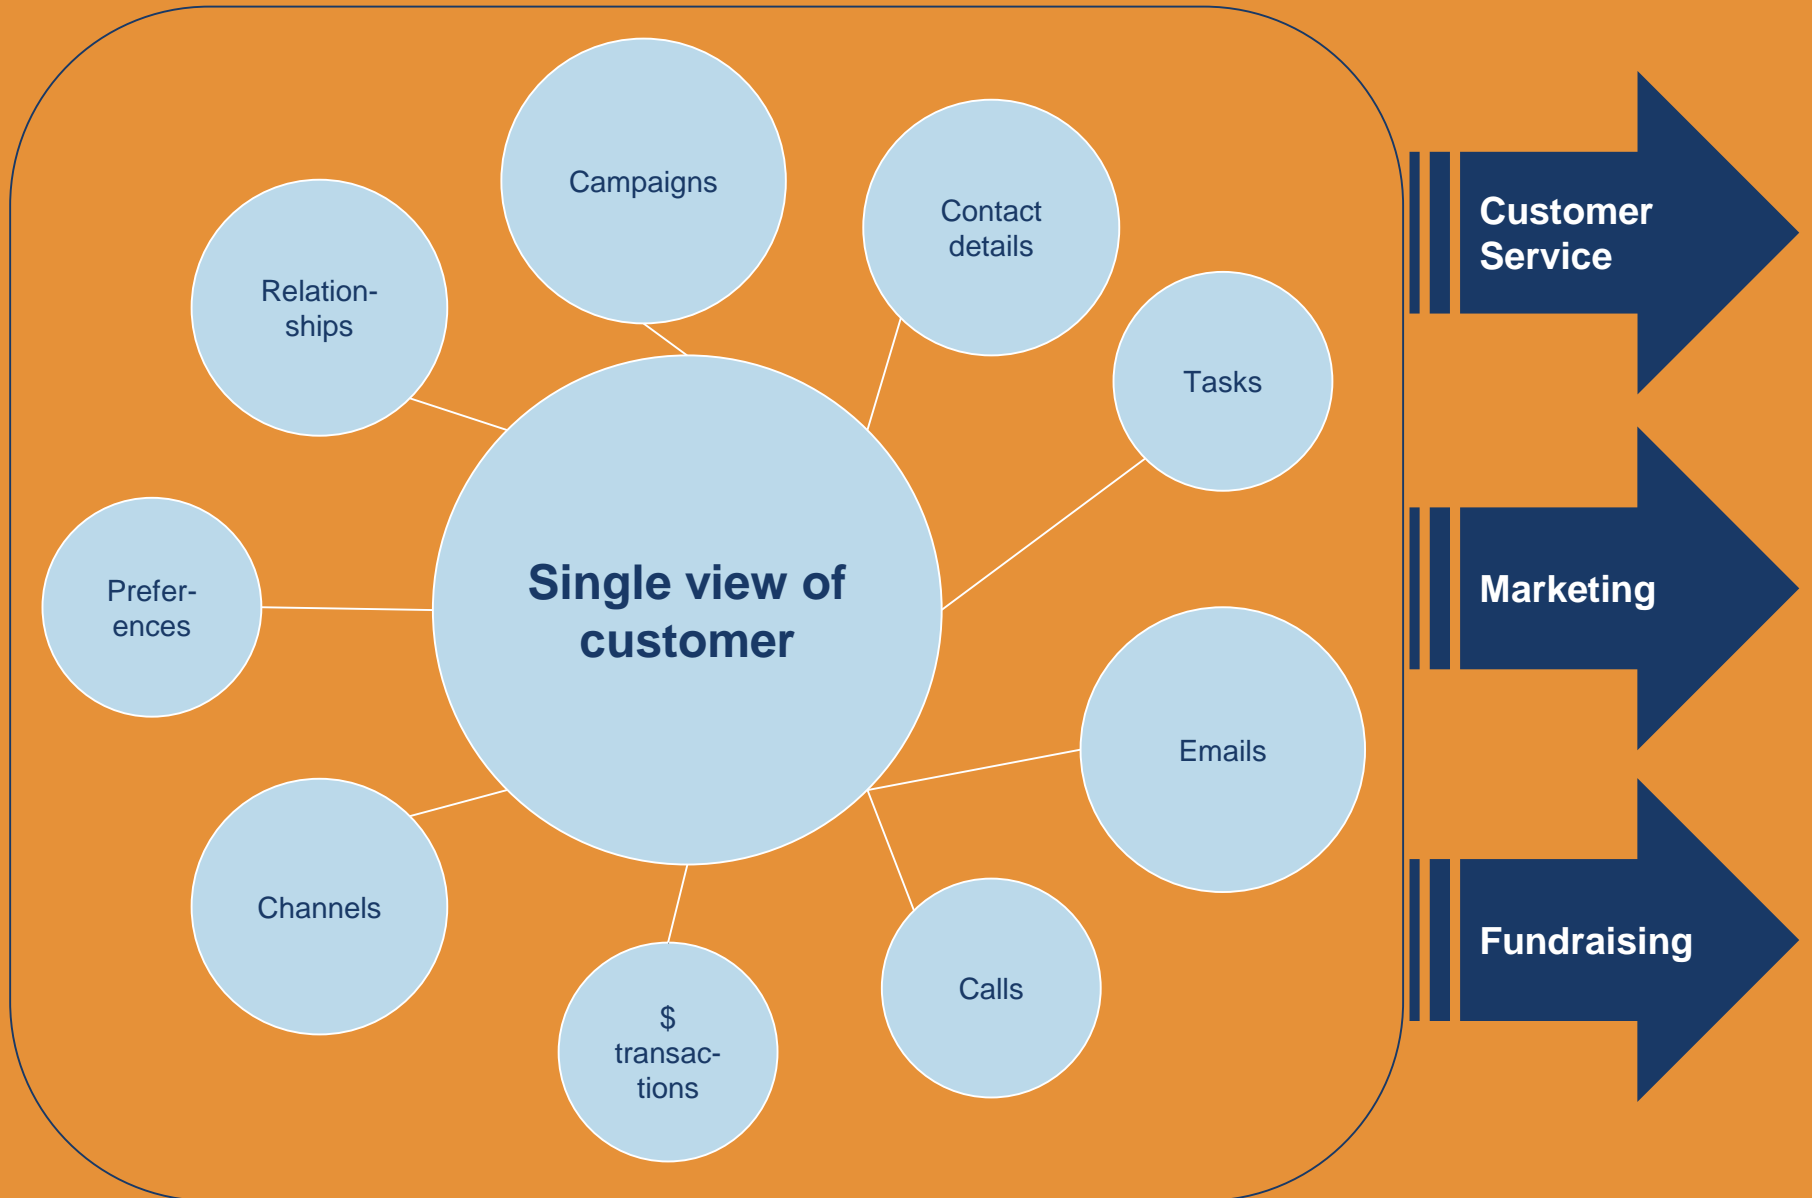 Campaigns
Contact
details
Relation-
ships
Tasks
Single view of
customer
Prefer-
ences
Emails
Channels
Calls
$
transac-
tions
Customer
Service
Marketing
Fundraising